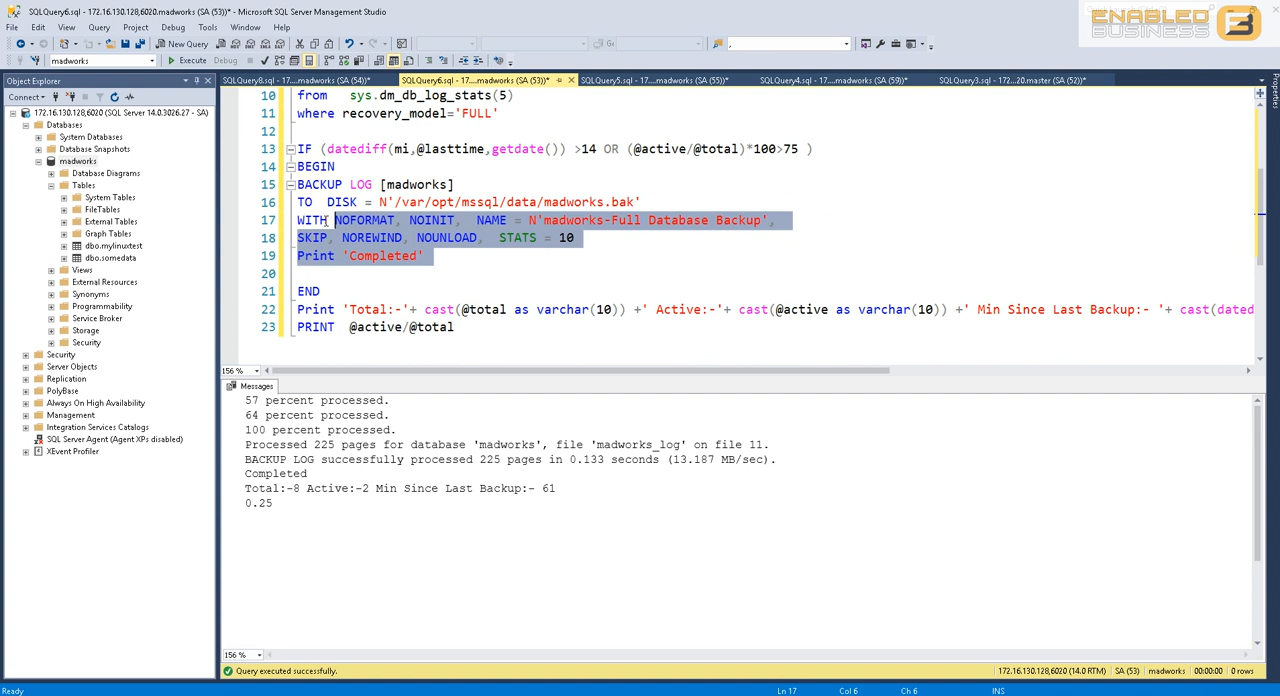 SQLQuery6.sql - 172.16.130.128,6020.madworks (SA (53))* - Microsoft SQL Server Management Studio
File Edit View Query Project Debug Tools Window Help
ENABLED
BUSINESS
New Query
madworks
Execute Debug
Object Explorer
Connect
172.16.130.128,6020 (SQL Server 14.0.3026.27 - SA)
Databases
System Databases
Database Snapshots
madworks
Database Diagrams
Tables
System Tables
FileTables
External Tables
Graph Tables
dbo.mylinuxtest
dbo.somedata
Views
External Resources
Synonyms
Programmability
Service Broker
Storage
Security
Security
Server Objects
Replication
PolyBase
Always On High Availability
Management
Integration Services Catalogs
SQL Server Agent (Agent XPs disabled)
XEvent Profiler
SQLQuery8.sql - 17....madworks (SA (54))* SQLQuery6.sql - 17....madworks (SA (53))* SQLQuery5.sql - 17....madworks (SA (55))* SQLQuery4.sql - 17....madworks (SA (59))* SQLQuery3.sql - 172...20.master (SA (52))*
Properties
10 from sys.dm_db_log_stats(5)
11 where recovery_model='FULL'
12
13 IF (datediff(mi,@lasttime,getdate()) >14 OR (@active/@total)*100>75 )
14 BEGIN
15 BACKUP LOG [madworks]
16 TO DISK = N'/var/opt/mssql/data/madworks.bak'
17 WITH NOFORMAT, NOINIT, NAME = N'madworks-Full Database Backup',
18 SKIP, NOREWIND, NOUNLOAD, STATS = 10
19 Print 'Completed'
20
21 END
22 Print 'Total:-'+ cast(@total as varchar(10)) +' Active:-'+ cast(@active as varchar(10)) +' Min Since Last Backup:- '+ cast(dated
23 PRINT @active/@total
156 %
Messages
57 percent processed.
64 percent processed.
100 percent processed.
Processed 225 pages for database 'madworks', file 'madworks_log' on file 11.
BACKUP LOG successfully processed 225 pages in 0.133 seconds (13.187 MB/sec).
Completed
Total:-8 Active:-2 Min Since Last Backup:- 61
0.25
156 %
Query executed successfully. 172.16.130.128,6020 (14.0 RTM) SA (53) madworks 00:00:00 0 rows
Ready Ln 17 Col 6 Ch 6 INS